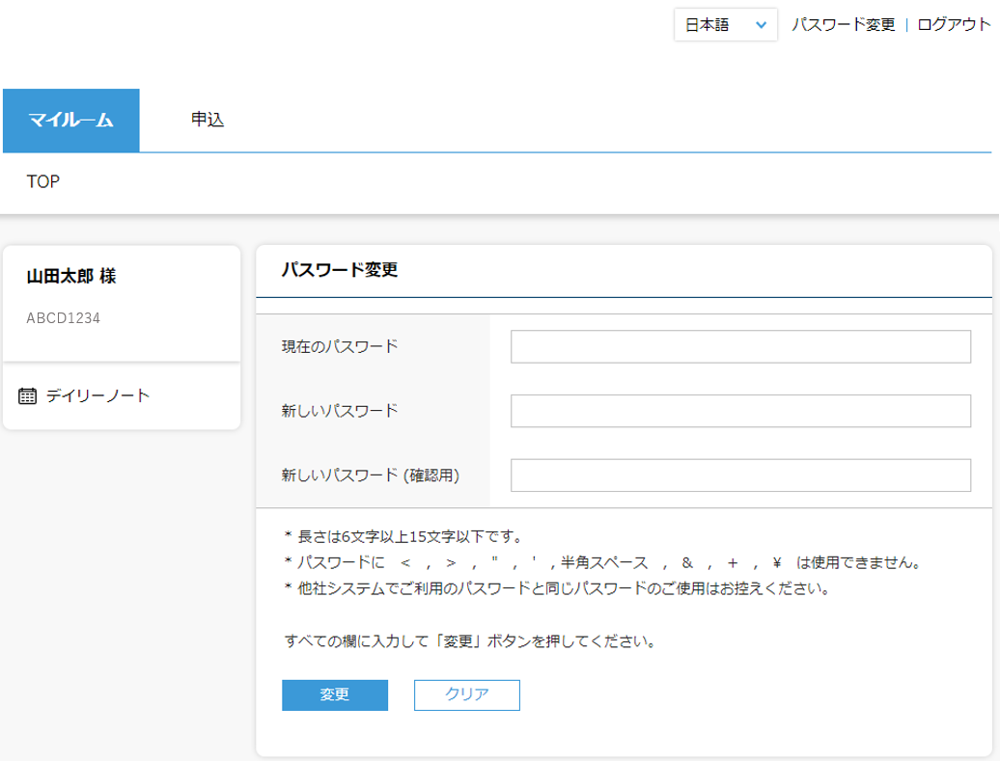 日本語 パスワード変更 | ログアウト
マイルーム 申込
TOP
山田太郎 様
ABCD1234
デイリーノート
パスワード変更
現在のパスワード
新しいパスワード
新しいパスワード (確認用)
* 長さは6文字以上15文字以下です。
* パスワードに < , > , " , ' , 半角スペース , & , + , ¥ は使用できません。
* 他社システムでご利用のパスワードと同じパスワードのご使用はお控えください。
すべての欄に入力して「変更」ボタンを押してください。
変更 クリア